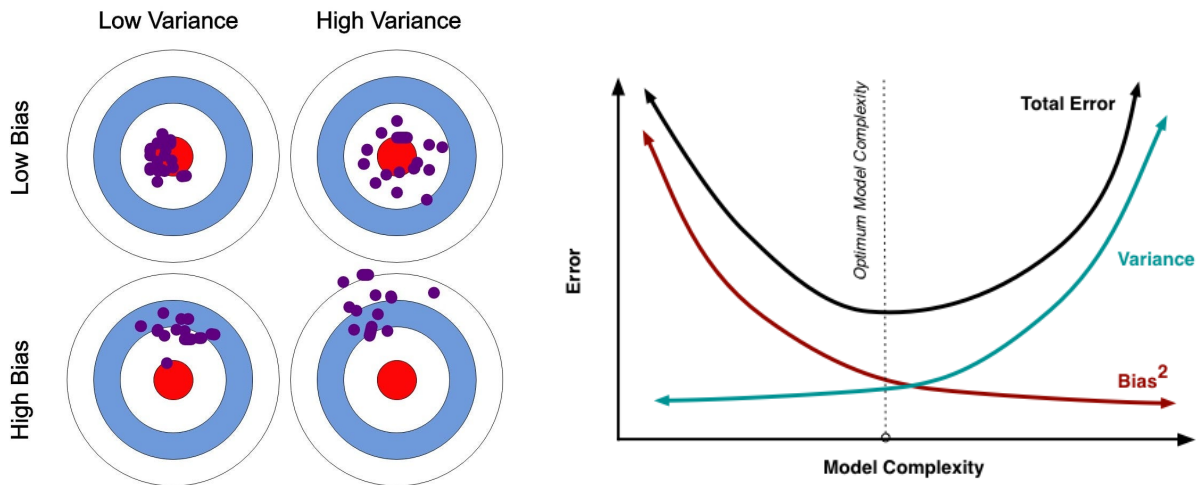 Low Variance
High Variance
Low Bias
High Bias
Error
Optimum Model Complexity
Total Error
Variance
Bias²
Model Complexity